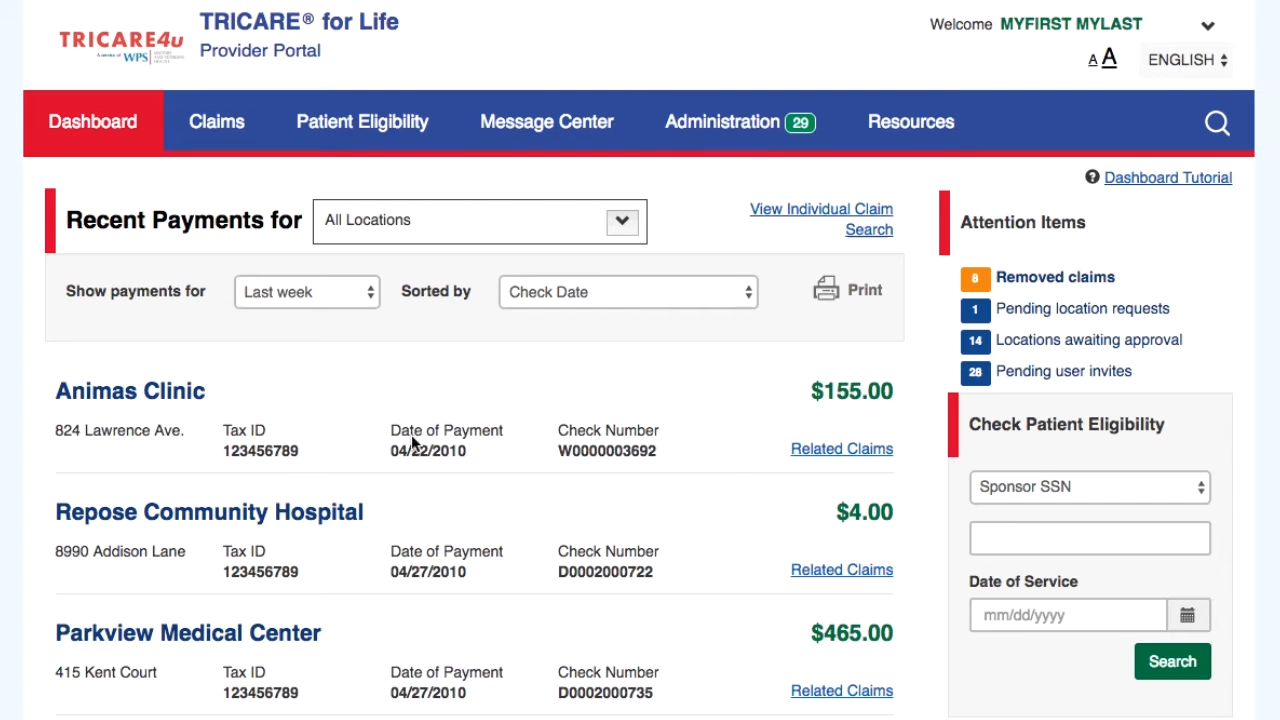 TRICARE4u
A service of WPS
TRICARE® for Life
Provider Portal
Welcome MYFIRST MYLAST
A A ENGLISH
Dashboard Claims Patient Eligibility Message Center Administration 29 Resources
? Dashboard Tutorial
Recent Payments for All Locations
View Individual Claim
Search
Show payments for Last week Sorted by Check Date Print
Animas Clinic $155.00
824 Lawrence Ave. Tax ID Date of Payment Check Number
123456789 04/22/2010 W0000003692 Related Claims
Repose Community Hospital $4.00
8990 Addison Lane Tax ID Date of Payment Check Number
123456789 04/27/2010 D0002000722 Related Claims
Parkview Medical Center $465.00
415 Kent Court Tax ID Date of Payment Check Number
123456789 04/27/2010 D0002000735 Related Claims
Attention Items
8 Removed claims
1 Pending location requests
14 Locations awaiting approval
28 Pending user invites
Check Patient Eligibility
Sponsor SSN
Date of Service
mm/dd/yyyy
Search